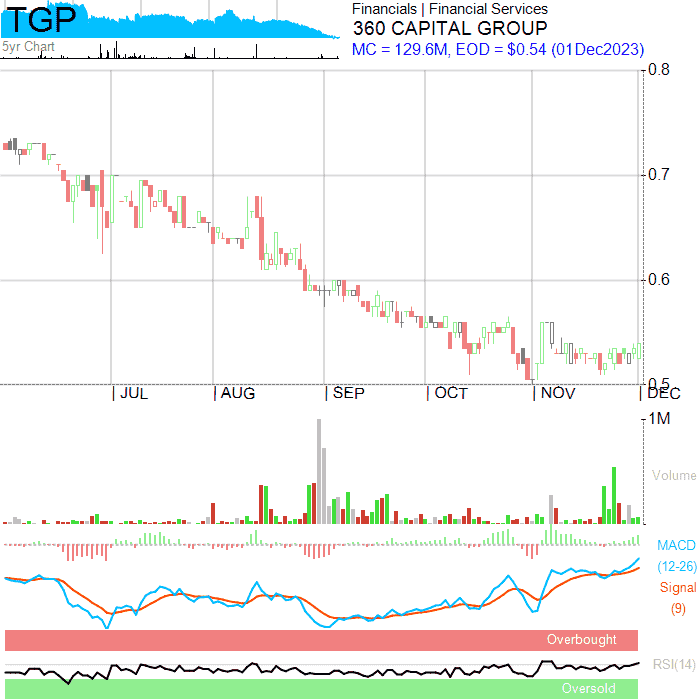 TGP
5yr Chart
Financials | Financial Services
360 CAPITAL GROUP
MC = 129.6M, EOD = $0.54 (01Dec2023)
0.8
0.7
0.6
0.5
| JUL
| AUG
| SEP
| OCT
| NOV
| DEC
1M
Volume
MACD
(12-26)
Signal
(9)
Overbought
RSI(14)
Oversold